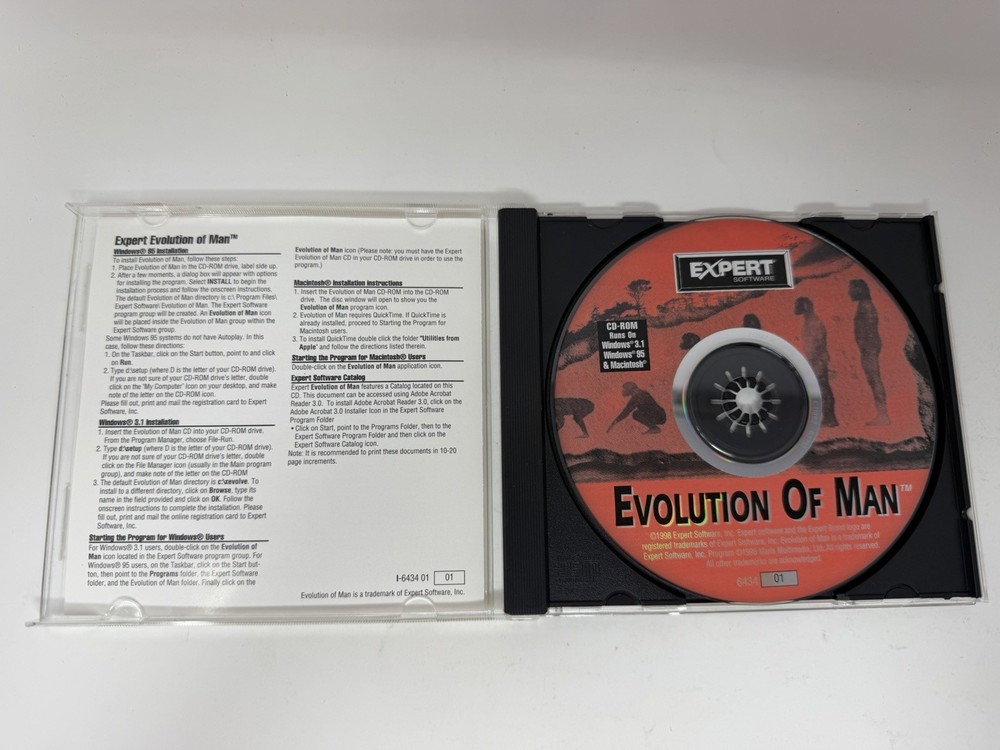 Expert Evolution of Man™
Windows® 95 Installation
To install Evolution of Man, follow these steps:
1. Place Evolution of Man in the CD-ROM drive, label side up.
2. After a few moments, a dialog box will appear with options
for installing the program. Select INSTALL to begin the
installation process and follow the onscreen instructions.
The default Evolution of Man directory is c:\ Program Files\
Expert Software\ Evolution of Man. The Expert Software
program group will be created. An Evolution of Man icon
will be placed inside the Evolution of Man group within the
Expert Software group.
Some Windows 95 systems do not have Autoplay. In this
case, follow these directions:
1. On the Taskbar, click on the Start button, point to and click
on Run.
2. Type d:\setup (where D is the letter of your CD-ROM drive).
If you are not sure of your CD-ROM drive's letter, double
click on the 'My Computer' icon on your desktop, and make
note of the letter on the CD-ROM icon.
Please fill out, print and mail the registration card to Expert
Software, Inc.
Windows® 3.1 Installation
1. Insert the Evolution of Man CD into your CD-ROM drive.
From the Program Manager, choose File-Run.
2. Type d:\setup (where D is the letter of your CD-ROM drive).
If you are not sure of your CD-ROM drive's letter, double
click on the File Manager icon (usually in the Main program
group), and make note of the letter on the CD-ROM
3. The default Evolution of Man directory is c:\xevolve. To
install to a different directory, click on Browse, type its
name in the field provided and click on OK. Follow the
onscreen instructions to complete the installation. Please
fill out, print and mail the online registration card to Expert
Software, Inc.
Starting the Program for Windows® Users
For Windows® 3.1 users, double-click on the Evolution of
Man icon located in the Expert Software program group. For
Windows® 95 users, on the Taskbar, click on the Start but-
ton, then point to the Programs folder, the Expert Software
folder, and the Evolution of Man folder. Finally click on the
Evolution of Man icon (Please note: you must have the Expert
Evolution of Man CD in your CD-ROM drive in order to use the
program.)
Macintosh® Installation Instructions
1. Insert the Evolution of Man CD-ROM into the CD-ROM
drive. The disc window will open to show you the
Evolution of Man program icon.
2. Evolution of Man requires QuickTime. If QuickTime is
already installed, proceed to Starting the Program for
Macintosh users.
3. To install QuickTime double click the folder "Utilities from
Apple" and follow the directions listed therein.
Starting the Program for Macintosh® Users
Double-click on the Evolution of Man application icon.
Expert Software Catalog
Expert Evolution of Man features a Catalog located on this
CD. This document can be accessed using Adobe Acrobat
Reader 3.0. To install Adobe Acrobat Reader 3.0, click on the
Adobe Acrobat 3.0 Installer Icon in the Expert Software
Program Folder
• Click on Start, point to the Programs Folder, then to the
Expert Software Program Folder and then click on the
Expert Software Catalog icon.
Note: It is recommended to print these documents in 10-20
page increments.
I-6434 01 01
Evolution of Man is a trademark of Expert Software, Inc.
EXPERT
SOFTWARE
CD-ROM
Runs On
Windows® 3.1
Windows® 95
& Macintosh®
EVOLUTION OF MAN™
©1998 Expert Software, Inc. Expert software and the Expert Board logo are
registered trademarks of Expert Software, Inc. Evolution of Man is a trademark of
Expert Software, Inc. Program ©1998 Multimedia, Ltd. All rights reserved.
All other trademarks are acknowledged.
6434 01